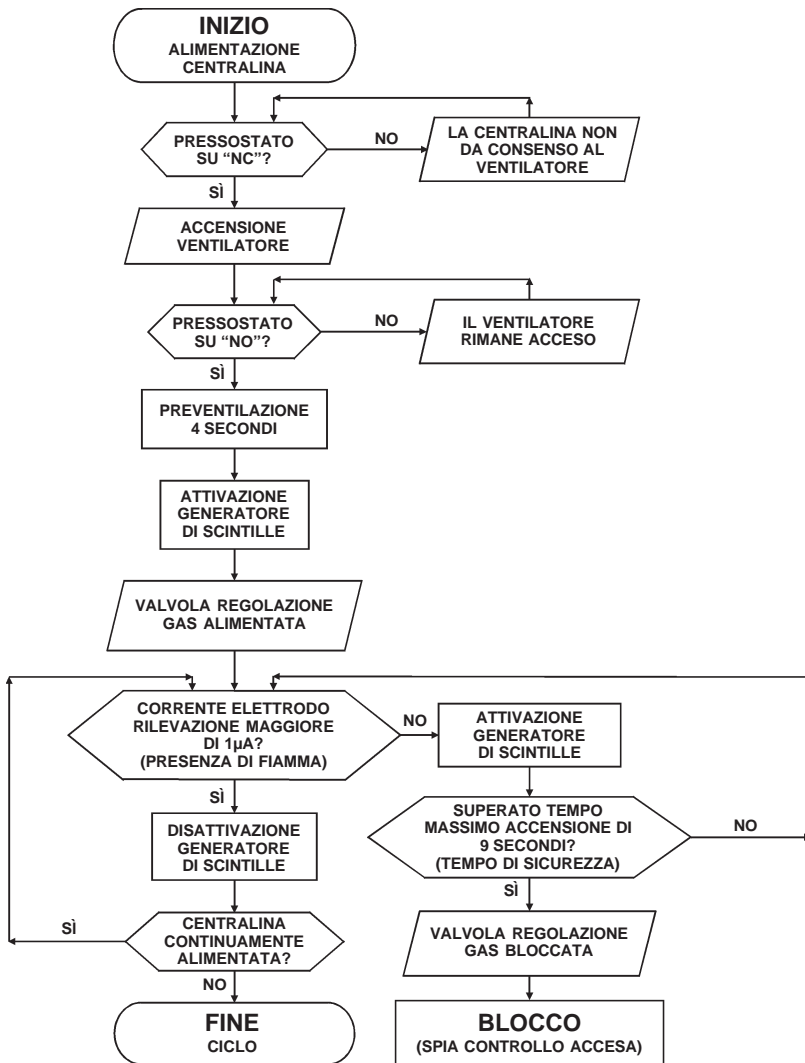 INIZIO
ALIMENTAZIONE
CENTRALINA
PRESSOSTATO
SU “NC”?
NO
LA CENTRALINA NON
DA CONSENSO AL
VENTILATORE
SÌ
ACCENSIONE
VENTILATORE
PRESSOSTATO
SU “NO”?
NO
IL VENTILATORE
RIMANE ACCESO
SÌ
PREVENTILAZIONE
4 SECONDI
ATTIVAZIONE
GENERATORE
DI SCINTILLE
VALVOLA REGOLAZIONE
GAS ALIMENTATA
CORRENTE ELETTRODO
RILEVAZIONE MAGGIORE
DI 1µA?
(PRESENZA DI FIAMMA)
NO
ATTIVAZIONE
GENERATORE
DI SCINTILLE
SÌ
DISATTIVAZIONE
GENERATORE
DI SCINTILLE
SUPERATO TEMPO
MASSIMO ACCENSIONE DI
9 SECONDI?
(TEMPO DI SICUREZZA)
NO
SÌ
CENTRALINA
CONTINUAMENTE
ALIMENTATA?
SÌ
VALVOLA REGOLAZIONE
GAS BLOCCATA
NO
FINE
CICLO
BLOCCO
(SPIA CONTROLLO ACCESA)